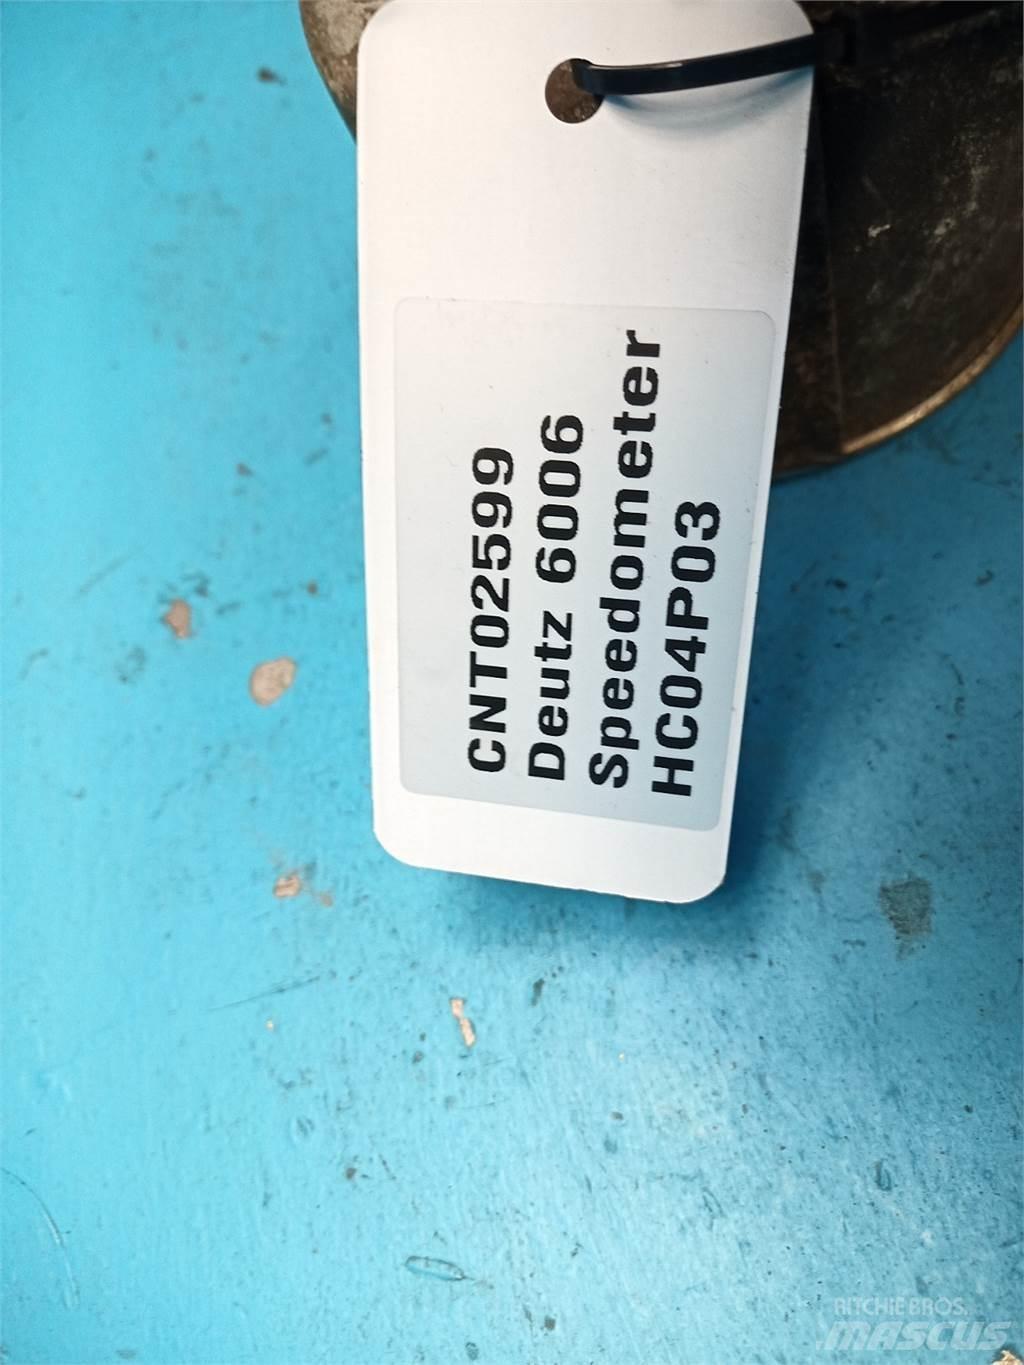 CNT02599
Deutz 6006
Speedometer
HC04P03
RITCHIE BROS.
MASCUS